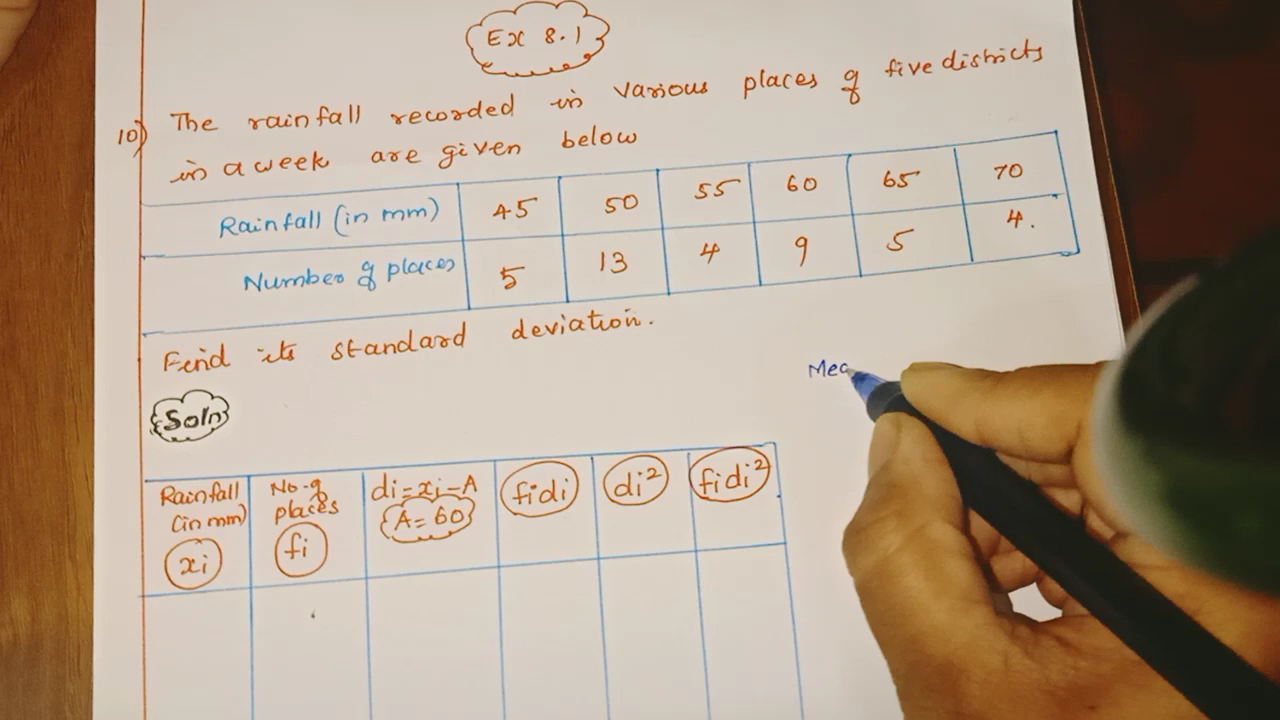 Ex 8.1
10) The rainfall recorded in various places of five districts
in a week are given below
Rainfall (in mm) 45 50 55 60 65 70
Number of places 5 13 4 9 5 4.
Find its standard deviation.
Soln
Mea
Rainfall (in mm) xi
No. of places fi
di = xi - A A = 60
fidi
di²
fidi²